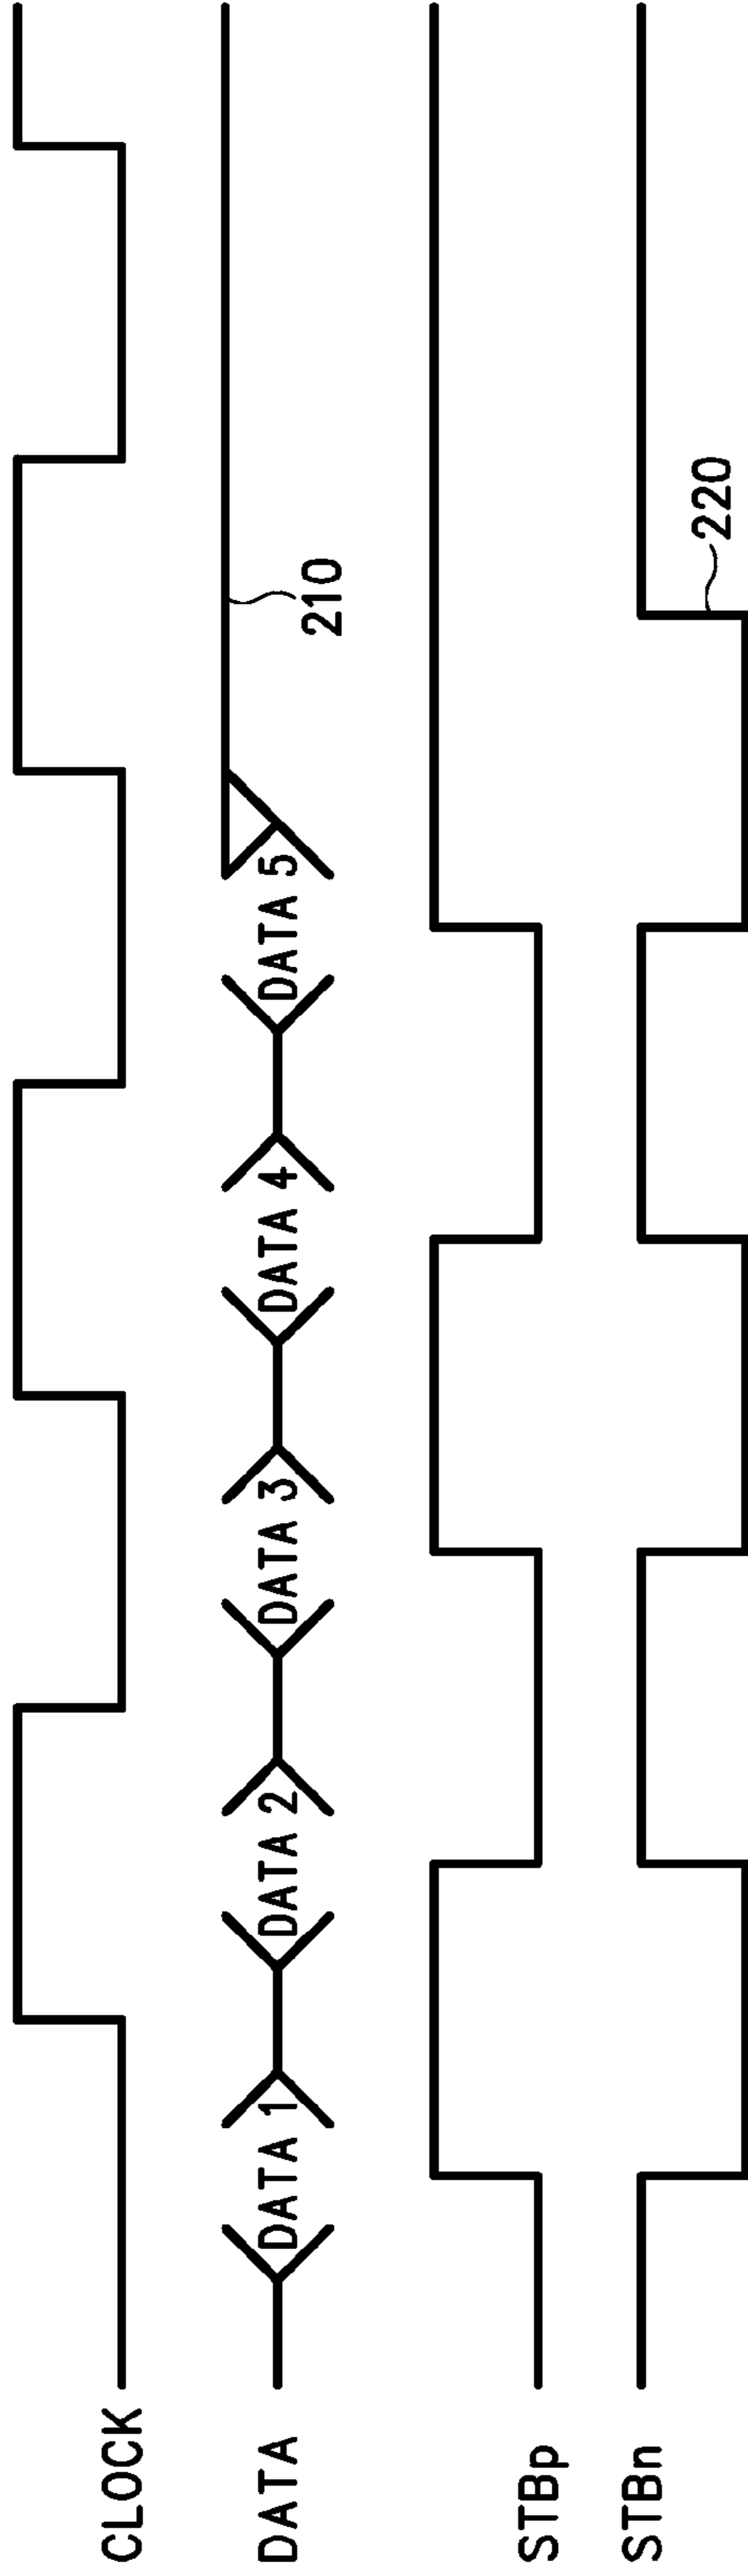 CLOCK
DATA
DATA 1
DATA 2
DATA 3
DATA 4
DATA 5
210
STBp
STBn
220